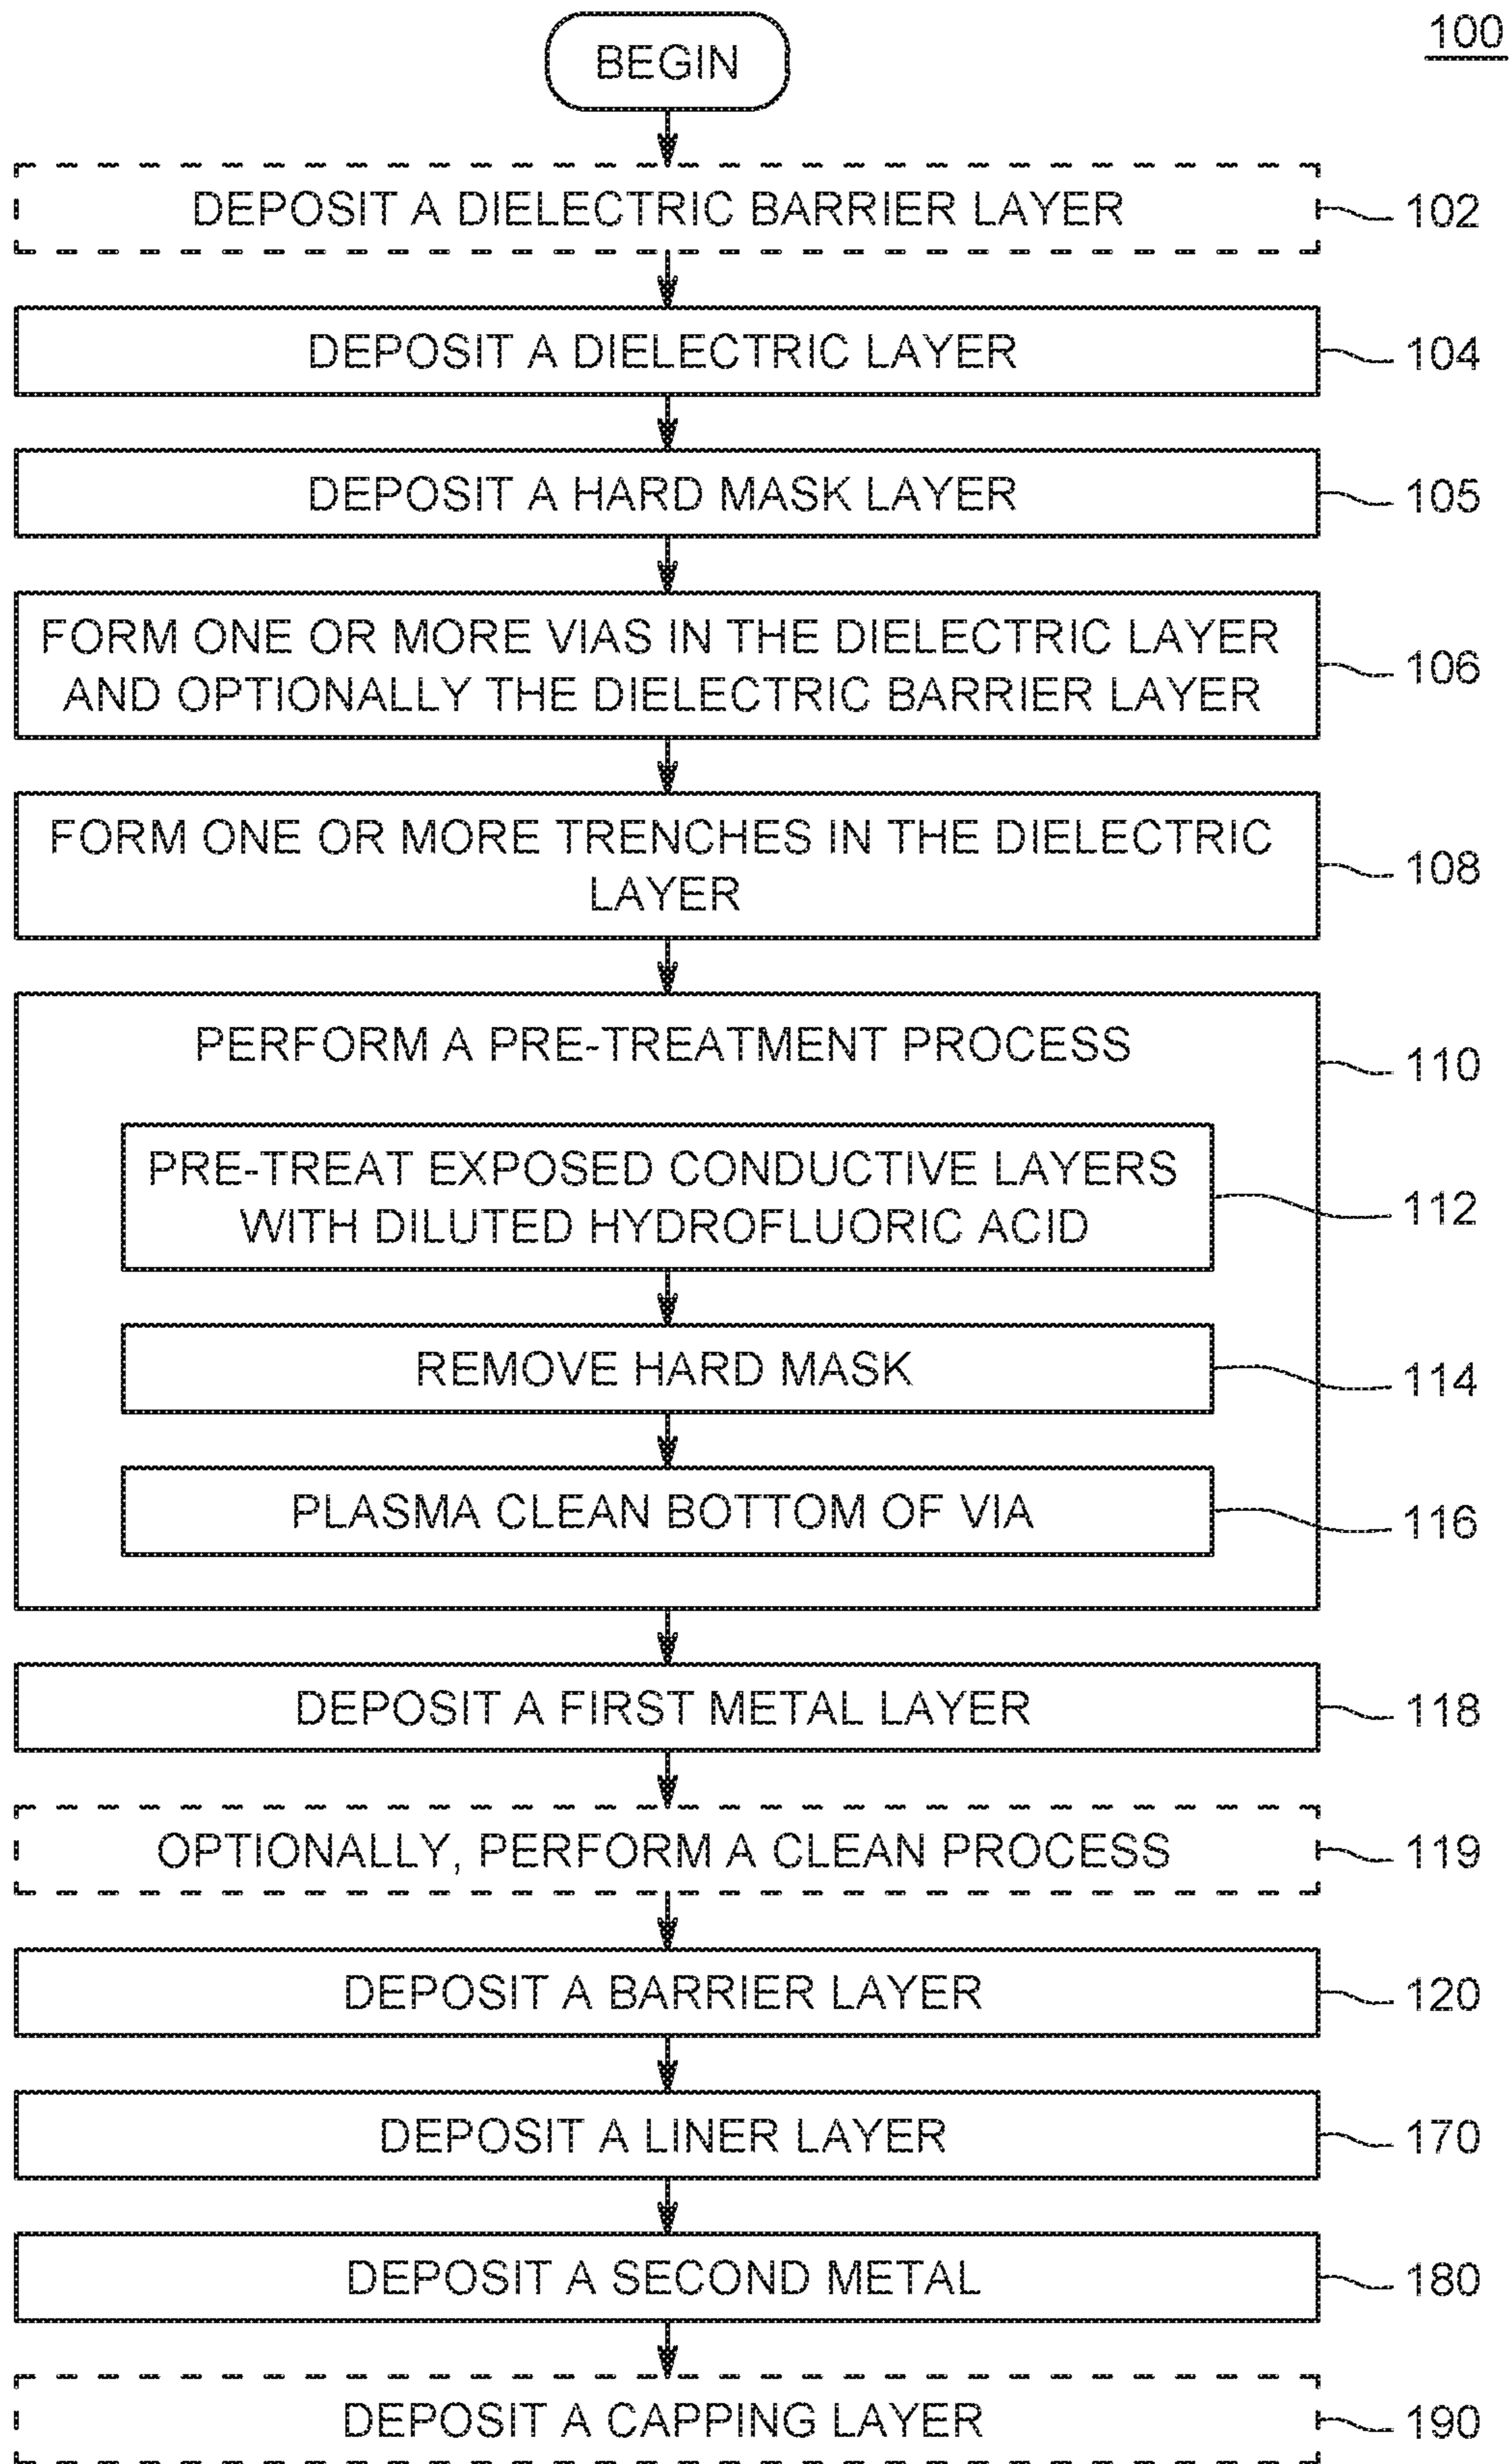 100
BEGIN
DEPOSIT A DIELECTRIC BARRIER LAYER
102
DEPOSIT A DIELECTRIC LAYER
104
DEPOSIT A HARD MASK LAYER
105
FORM ONE OR MORE VIAS IN THE DIELECTRIC LAYER
AND OPTIONALLY THE DIELECTRIC BARRIER LAYER
106
FORM ONE OR MORE TRENCHES IN THE DIELECTRIC
LAYER
108
PERFORM A PRE-TREATMENT PROCESS
110
PRE-TREAT EXPOSED CONDUCTIVE LAYERS
WITH DILUTED HYDROFLUORIC ACID
112
REMOVE HARD MASK
114
PLASMA CLEAN BOTTOM OF VIA
116
DEPOSIT A FIRST METAL LAYER
118
OPTIONALLY, PERFORM A CLEAN PROCESS
119
DEPOSIT A BARRIER LAYER
120
DEPOSIT A LINER LAYER
170
DEPOSIT A SECOND METAL
180
DEPOSIT A CAPPING LAYER
190